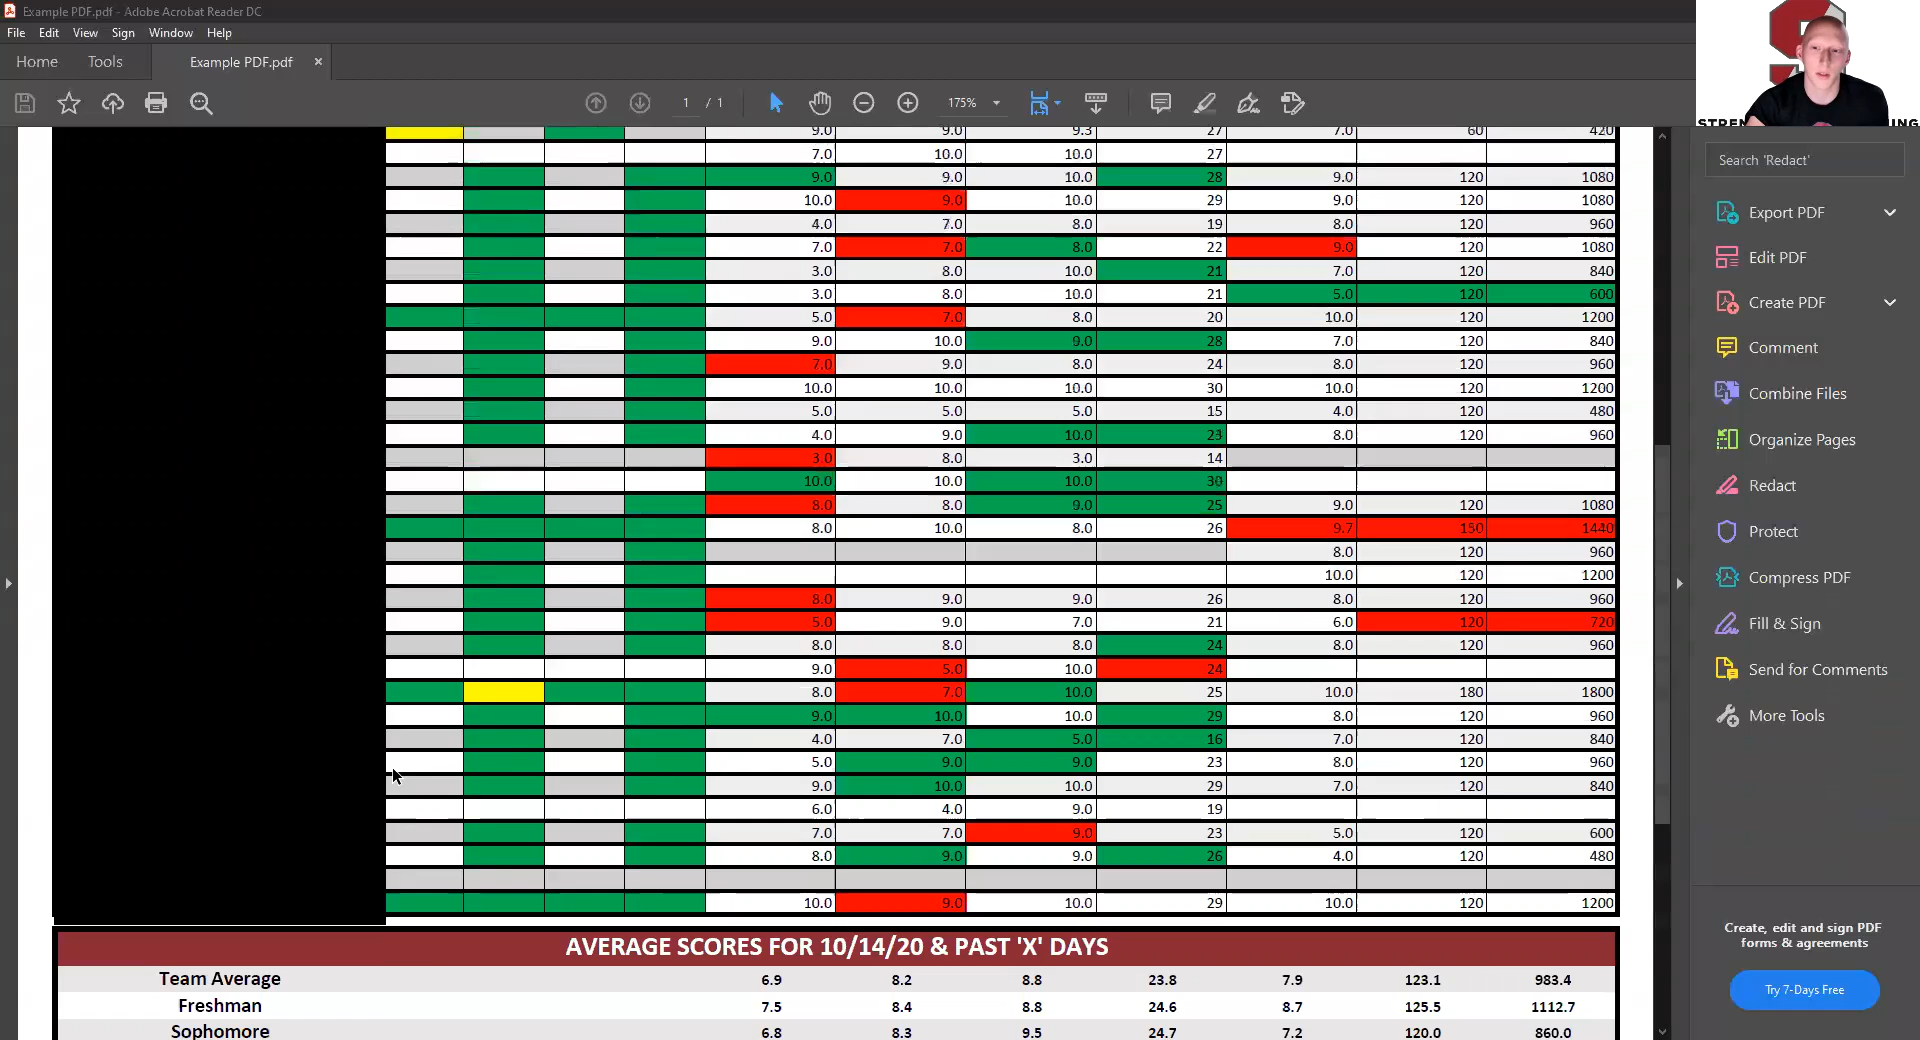 Example PDF.pdf - Adobe Acrobat Reader DC
File Edit View Sign Window Help
Home Tools Example PDF.pdf ×
1 / 1 175%
9.0 9.0 9.3 27 7.0 60 420
7.0 10.0 10.0 27
9.0 9.0 10.0 28 9.0 120 1080
10.0 9.0 10.0 29 9.0 120 1080
4.0 7.0 8.0 19 8.0 120 960
7.0 7.0 8.0 22 9.0 120 1080
3.0 8.0 10.0 21 7.0 120 840
3.0 8.0 10.0 21 5.0 120 600
5.0 7.0 8.0 20 10.0 120 1200
9.0 10.0 9.0 28 7.0 120 840
7.0 9.0 8.0 24 8.0 120 960
10.0 10.0 10.0 30 10.0 120 1200
5.0 5.0 5.0 15 4.0 120 480
4.0 9.0 10.0 23 8.0 120 960
3.0 8.0 3.0 14
10.0 10.0 10.0 30
8.0 8.0 9.0 25 9.0 120 1080
8.0 10.0 8.0 26 9.7 150 1440
8.0 120 960
10.0 120 1200
8.0 9.0 9.0 26 8.0 120 960
5.0 9.0 7.0 21 6.0 120 720
8.0 8.0 8.0 24 8.0 120 960
9.0 5.0 10.0 24
8.0 7.0 10.0 25 10.0 180 1800
9.0 10.0 10.0 29 8.0 120 960
4.0 7.0 5.0 16 7.0 120 840
5.0 9.0 9.0 23 8.0 120 960
9.0 10.0 10.0 29 7.0 120 840
6.0 4.0 9.0 19
7.0 7.0 9.0 23 5.0 120 600
8.0 9.0 9.0 26 4.0 120 480
10.0 9.0 10.0 29 10.0 120 1200
AVERAGE SCORES FOR 10/14/20 & PAST 'X' DAYS
Team Average 6.9 8.2 8.8 23.8 7.9 123.1 983.4
Freshman 7.5 8.4 8.8 24.6 8.7 125.5 1112.7
Sophomore 6.8 8.3 9.5 24.7 7.2 120.0 860.0
Search 'Redact'
Export PDF
Edit PDF
Create PDF
Comment
Combine Files
Organize Pages
Redact
Protect
Compress PDF
Fill & Sign
Send for Comments
More Tools
Create, edit and sign PDF
forms & agreements
Try 7-Days Free